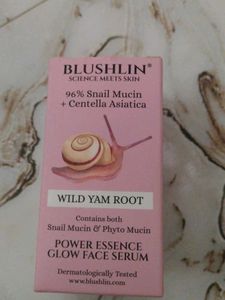 BLUSHLIN®
SCIENCE MEETS SKIN
96% Snail Mucin
+ Centella Asiatica
WILD YAM ROOT
Contains both
Snail Mucin & Phyto Mucin
POWER ESSENCE
GLOW FACE SERUM
Dermatologically Tested
www.blushlin.com